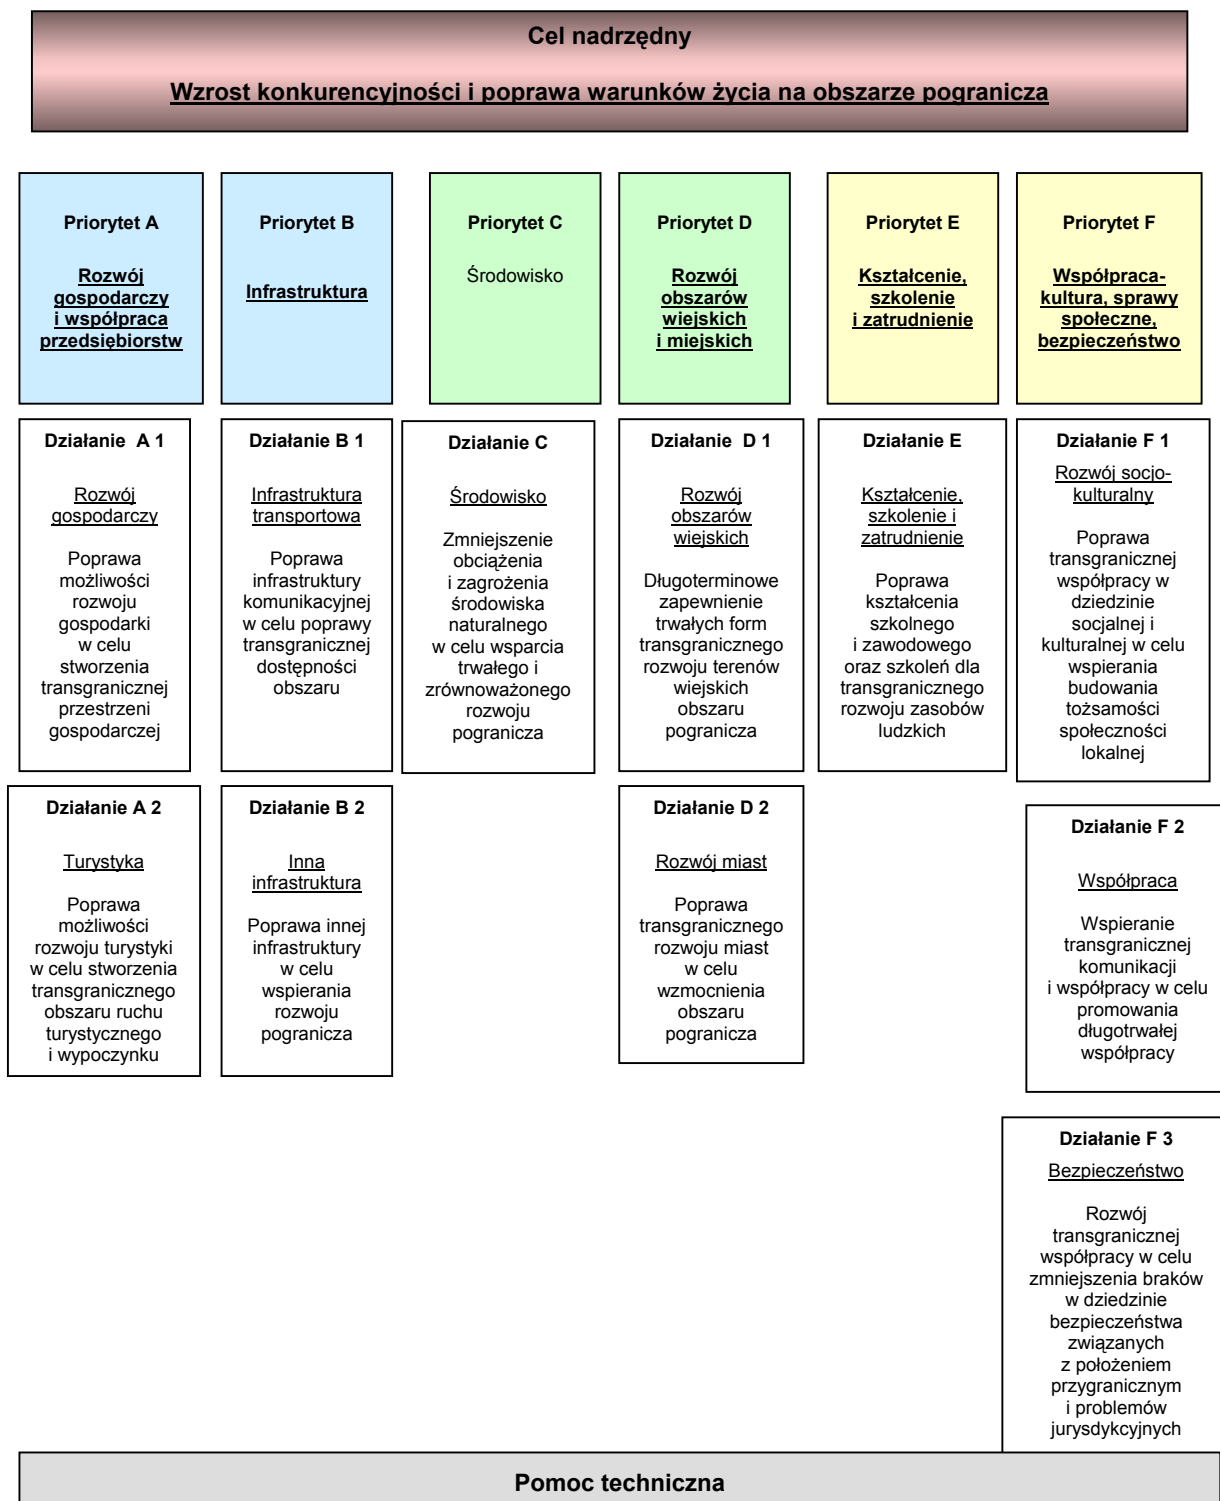 Cel nadrzędny
Wzrost konkurencyjności i poprawa warunków życia na obszarze pogranicza
Priorytet A
Rozwój
gospodarczy
i współpraca
przedsiębiorstw
Priorytet B
Infrastruktura
Priorytet C
Środowisko
Priorytet D
Rozwój
obszarów
wiejskich
i miejskich
Priorytet E
Kształcenie,
szkolenie
i zatrudnienie
Priorytet F
Współpraca-
kultura, sprawy
społeczne,
bezpieczeństwo
Działanie A 1
Rozwój
gospodarczy
Poprawa
możliwości
rozwoju
gospodarki
w celu
stworzenia
transgranicznej
przestrzeni
gospodarczej
Działanie B 1
Infrastruktura
transportowa
Poprawa
infrastruktury
komunikacyjnej
w celu poprawy
transgranicznej
dostępności
obszaru
Działanie C
Środowisko
Zmniejszenie
obciążenia
i zagrożenia
środowiska
naturalnego
w celu wsparcia
trwałego i
zrównoważonego
rozwoju
pogranicza
Działanie D 1
Rozwój
obszarów
wiejskich
Długoterminowe
zapewnienie
trwałych form
transgranicznego
rozwoju terenów
wiejskich
obszaru
pogranicza
Działanie E
Kształcenie,
szkolenie i
zatrudnienie
Poprawa
kształcenia
szkolnego
i zawodowego
oraz szkoleń dla
transgranicznego
rozwoju zasobów
ludzkich
Działanie F 1
Rozwój socjo-
kulturalny
Poprawa
transgranicznej
współpracy w
dziedzinie
socjalnej i
kulturalnej w celu
wspierania
budowania
tożsamości
społeczności
lokalnej
Działanie A 2
Turystyka
Poprawa
możliwości
rozwoju turystyki
w celu stworzenia
transgranicznego
obszaru ruchu
turystycznego
i wypoczynku
Działanie B 2
Inna
infrastruktura
Poprawa innej
infrastruktury
w celu
wspierania
rozwoju
pogranicza
Działanie D 2
Rozwój miast
Poprawa
transgranicznego
rozwoju miast
w celu
wzmocnienia
obszaru
pogranicza
Działanie F 2
Współpraca
Wspieranie
transgranicznej
komunikacji
i współpracy w celu
promowania
długotrwałej
współpracy
Działanie F 3
Bezpieczeństwo
Rozwój
transgranicznej
współpracy w celu
zmniejszenia braków
w dziedzinie
bezpieczeństwa
związanych
z położeniem
przygranicznym
i problemów
jurysdykcyjnych
Pomoc techniczna